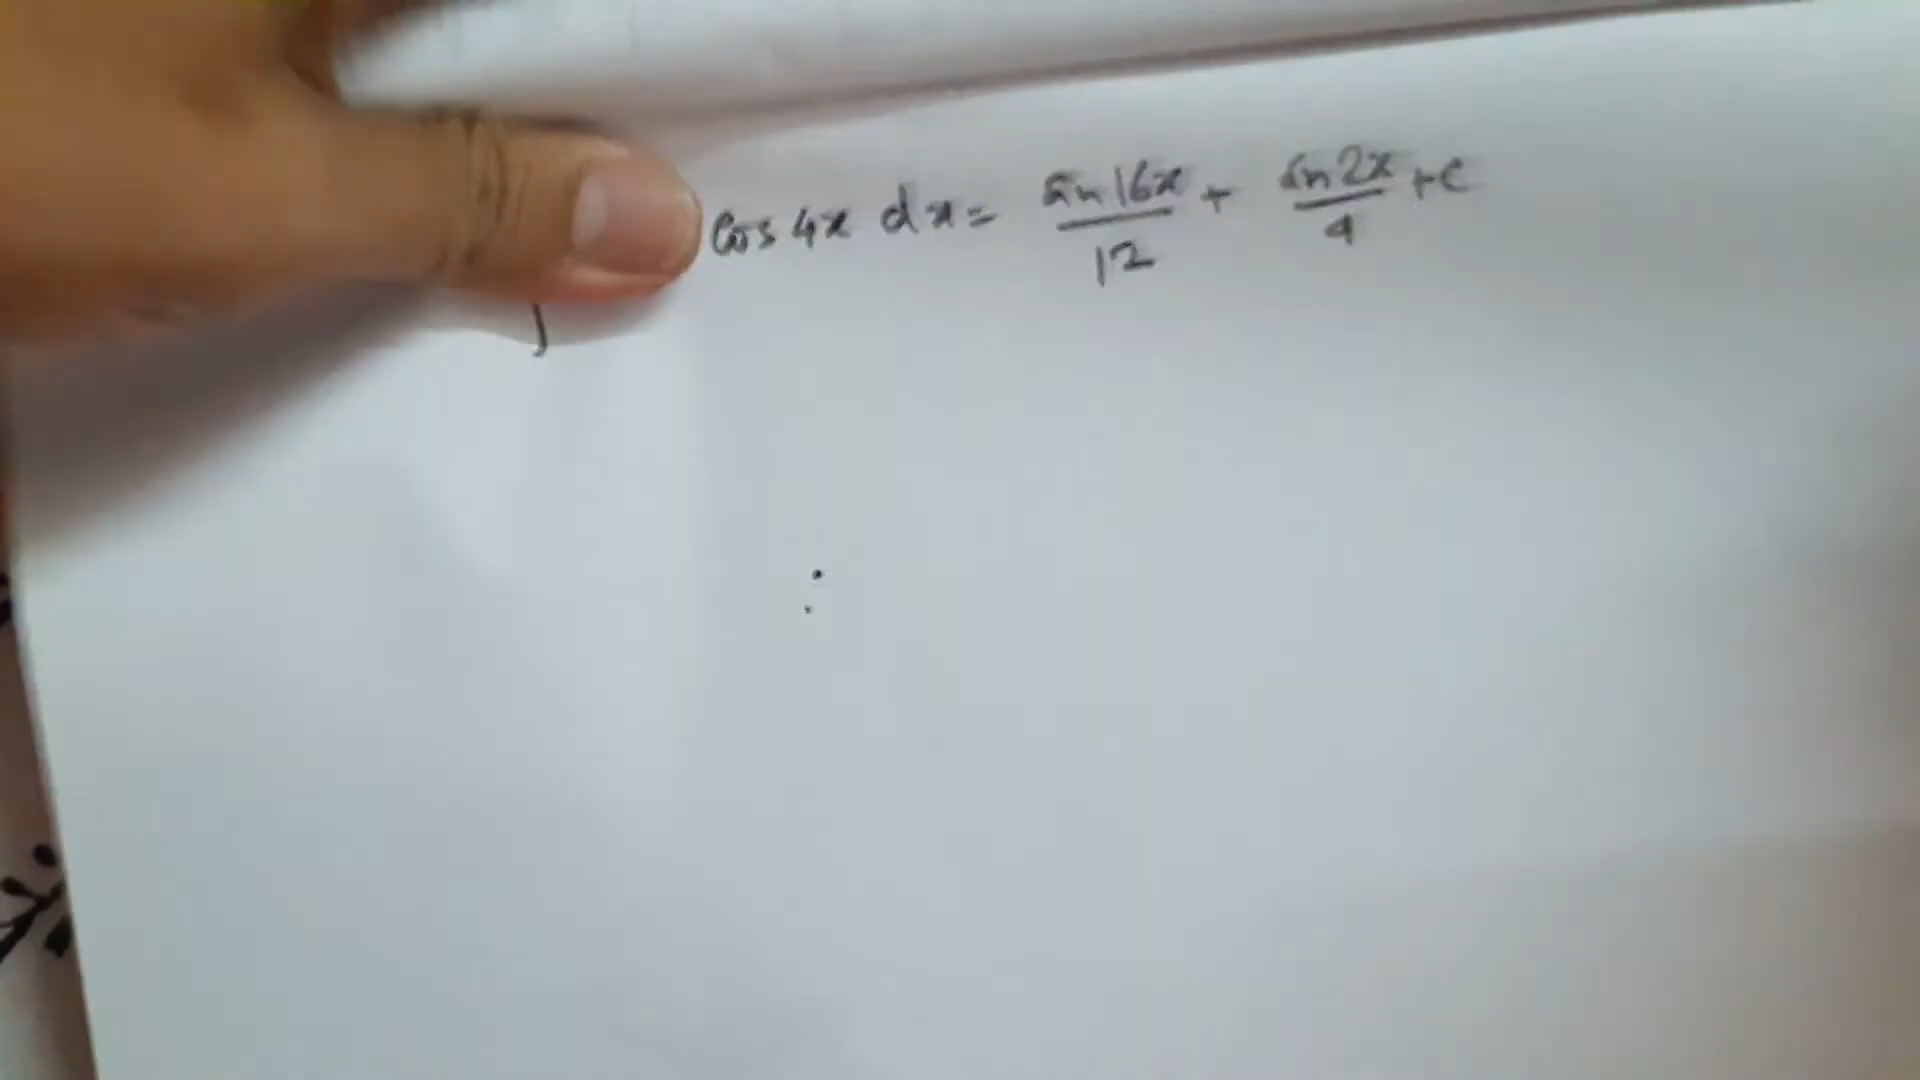 ∫ cos 4x dx = sin 16x/12 + sin 2x/4 + c